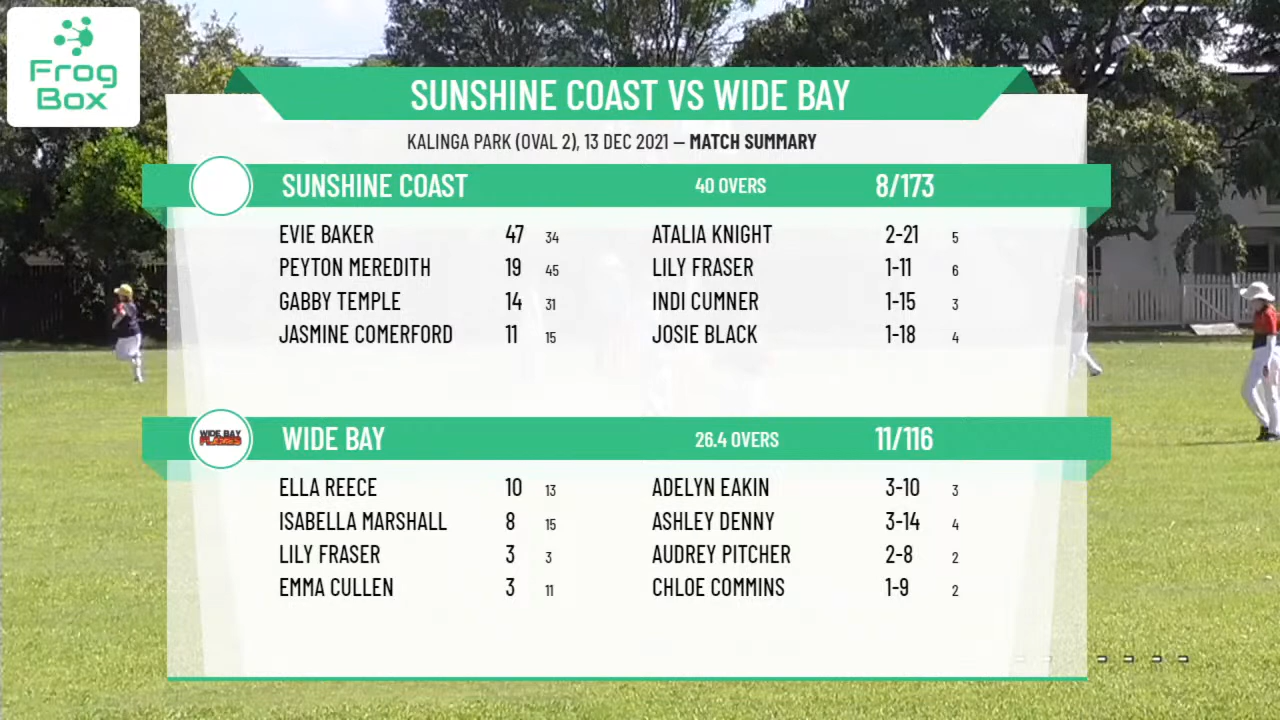 Frog
Box
SUNSHINE COAST VS WIDE BAY
KALINGA PARK (OVAL 2), 13 DEC 2021 – MATCH SUMMARY
SUNSHINE COAST 40 OVERS 8/173
EVIE BAKER 47 34 ATALIA KNIGHT 2-21 5
PEYTON MEREDITH 19 45 LILY FRASER 1-11 6
GABBY TEMPLE 14 31 INDI CUMNER 1-15 3
JASMINE COMERFORD 11 15 JOSIE BLACK 1-18 4
WIDE BAY FLAMES WIDE BAY 26.4 OVERS 11/116
ELLA REECE 10 13 ADELYN EAKIN 3-10 3
ISABELLA MARSHALL 8 15 ASHLEY DENNY 3-14 4
LILY FRASER 3 3 AUDREY PITCHER 2-8 2
EMMA CULLEN 3 11 CHLOE COMMINS 1-9 2